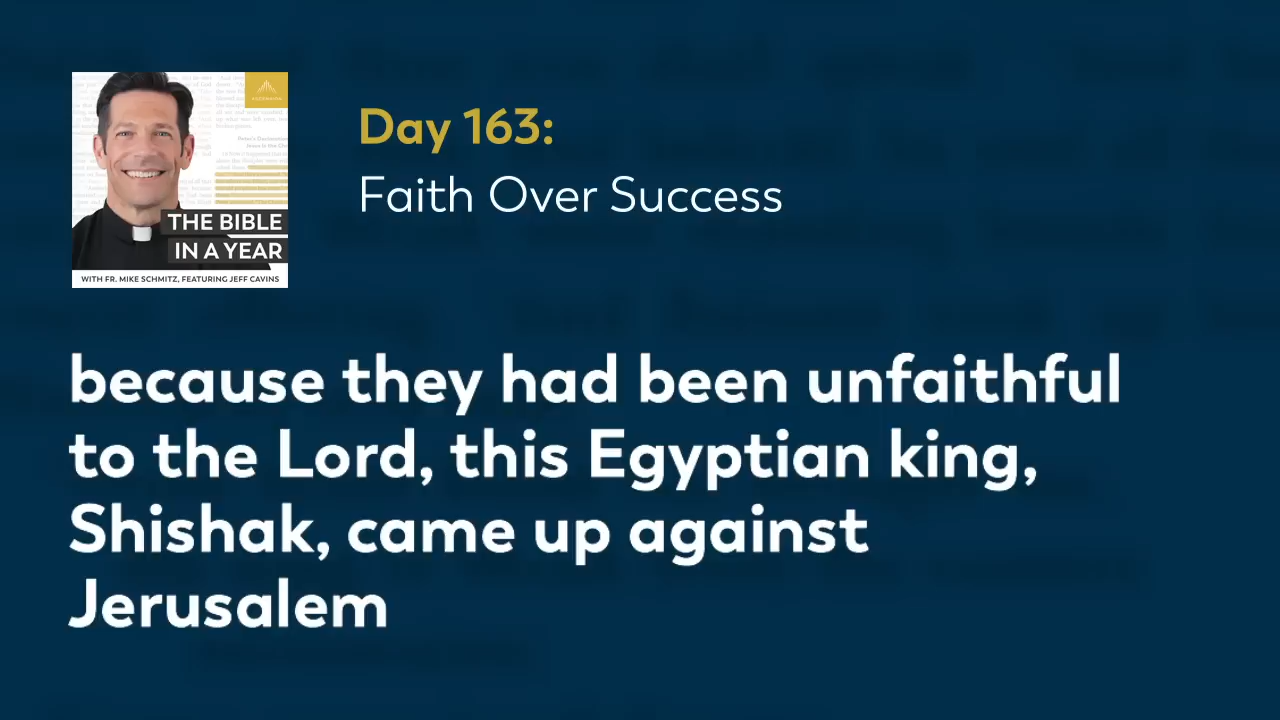 Day 163:
Faith Over Success
THE BIBLE
IN A YEAR
WITH FR. MIKE SCHMITZ, FEATURING JEFF CAVINS
because they had been unfaithful
to the Lord, this Egyptian king,
Shishak, came up against
Jerusalem